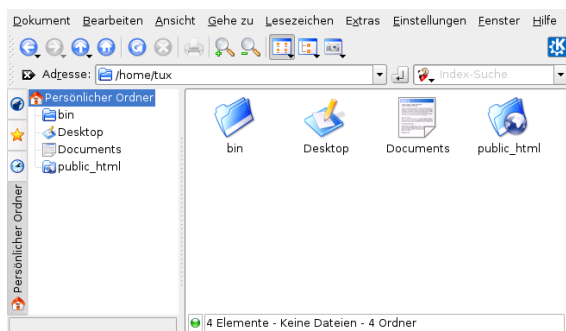 Dokument Bearbeiten Ansicht Gehe zu Lesezeichen Extras Einstellungen Fenster Hilfe
Adresse: /home/tux Index-Suche
Persönlicher Ordner
bin
Desktop
Documents
public_html
bin Desktop Documents public_html
Persönlicher Ordner
4 Elemente - Keine Dateien - 4 Ordner